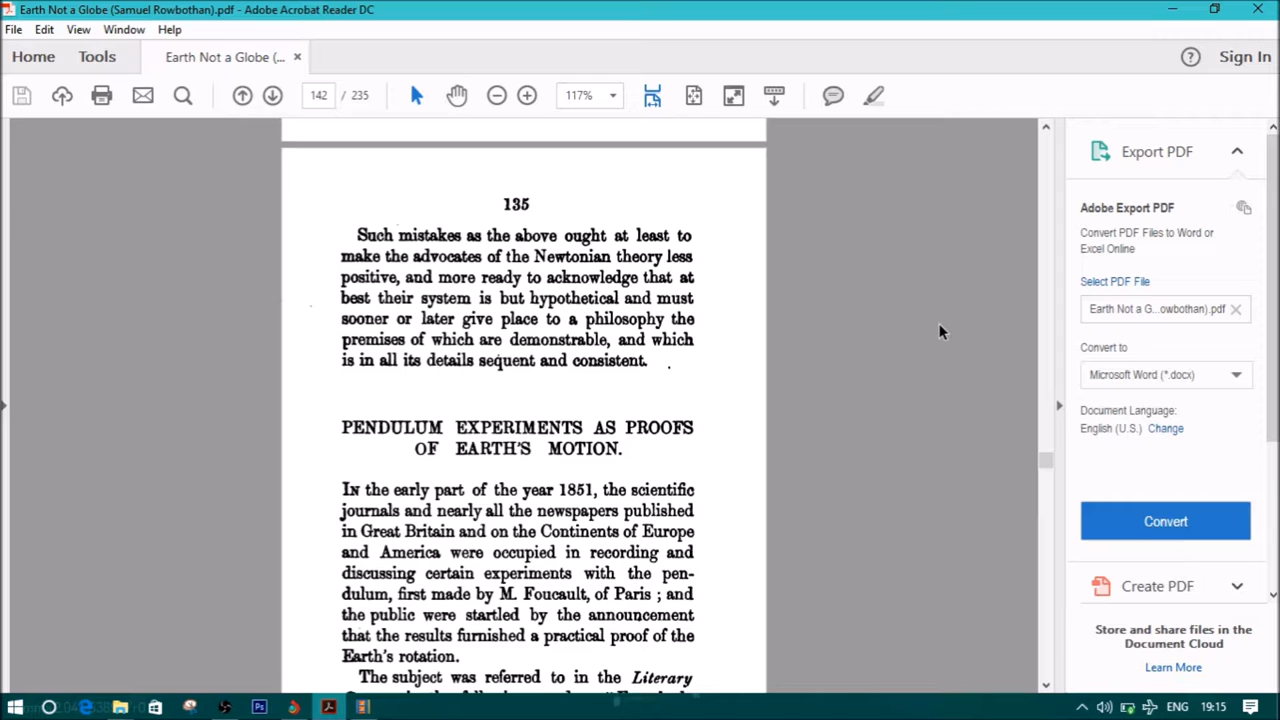 Earth Not a Globe (Samuel Rowbothan).pdf - Adobe Acrobat Reader DC
File Edit View Window Help
Home Tools Earth Not a Globe (... Sign In
142 / 235 117%
135
Such mistakes as the above ought at least to
make the advocates of the Newtonian theory less
positive, and more ready to acknowledge that at
best their system is but hypothetical and must
sooner or later give place to a philosophy the
premises of which are demonstrable, and which
is in all its details sequent and consistent.
PENDULUM EXPERIMENTS AS PROOFS
OF EARTH'S MOTION.
In the early part of the year 1851, the scientific
journals and nearly all the newspapers published
in Great Britain and on the Continents of Europe
and America were occupied in recording and
discussing certain experiments with the pen-
dulum, first made by M. Foucault, of Paris ; and
the public were startled by the announcement
that the results furnished a practical proof of the
Earth's rotation.
The subject was referred to in the Literary
Export PDF
Adobe Export PDF
Convert PDF Files to Word or
Excel Online
Select PDF File
Earth Not a G...owbothan).pdf
Convert to
Microsoft Word (*.docx)
Document Language:
English (U.S.) Change
Convert
Create PDF
Store and share files in the
Document Cloud
Learn More
ENG 19:15